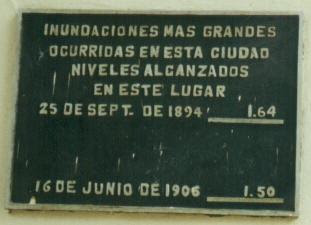 INUNDACIONES MAS GRANDES
OCURRIDAS EN ESTA CIUDAD
NIVELES ALCANZADOS
EN ESTE LUGAR
25 DE SEPT. DE 1894 1.64
16 DE JUNIO DE 1906 1.50